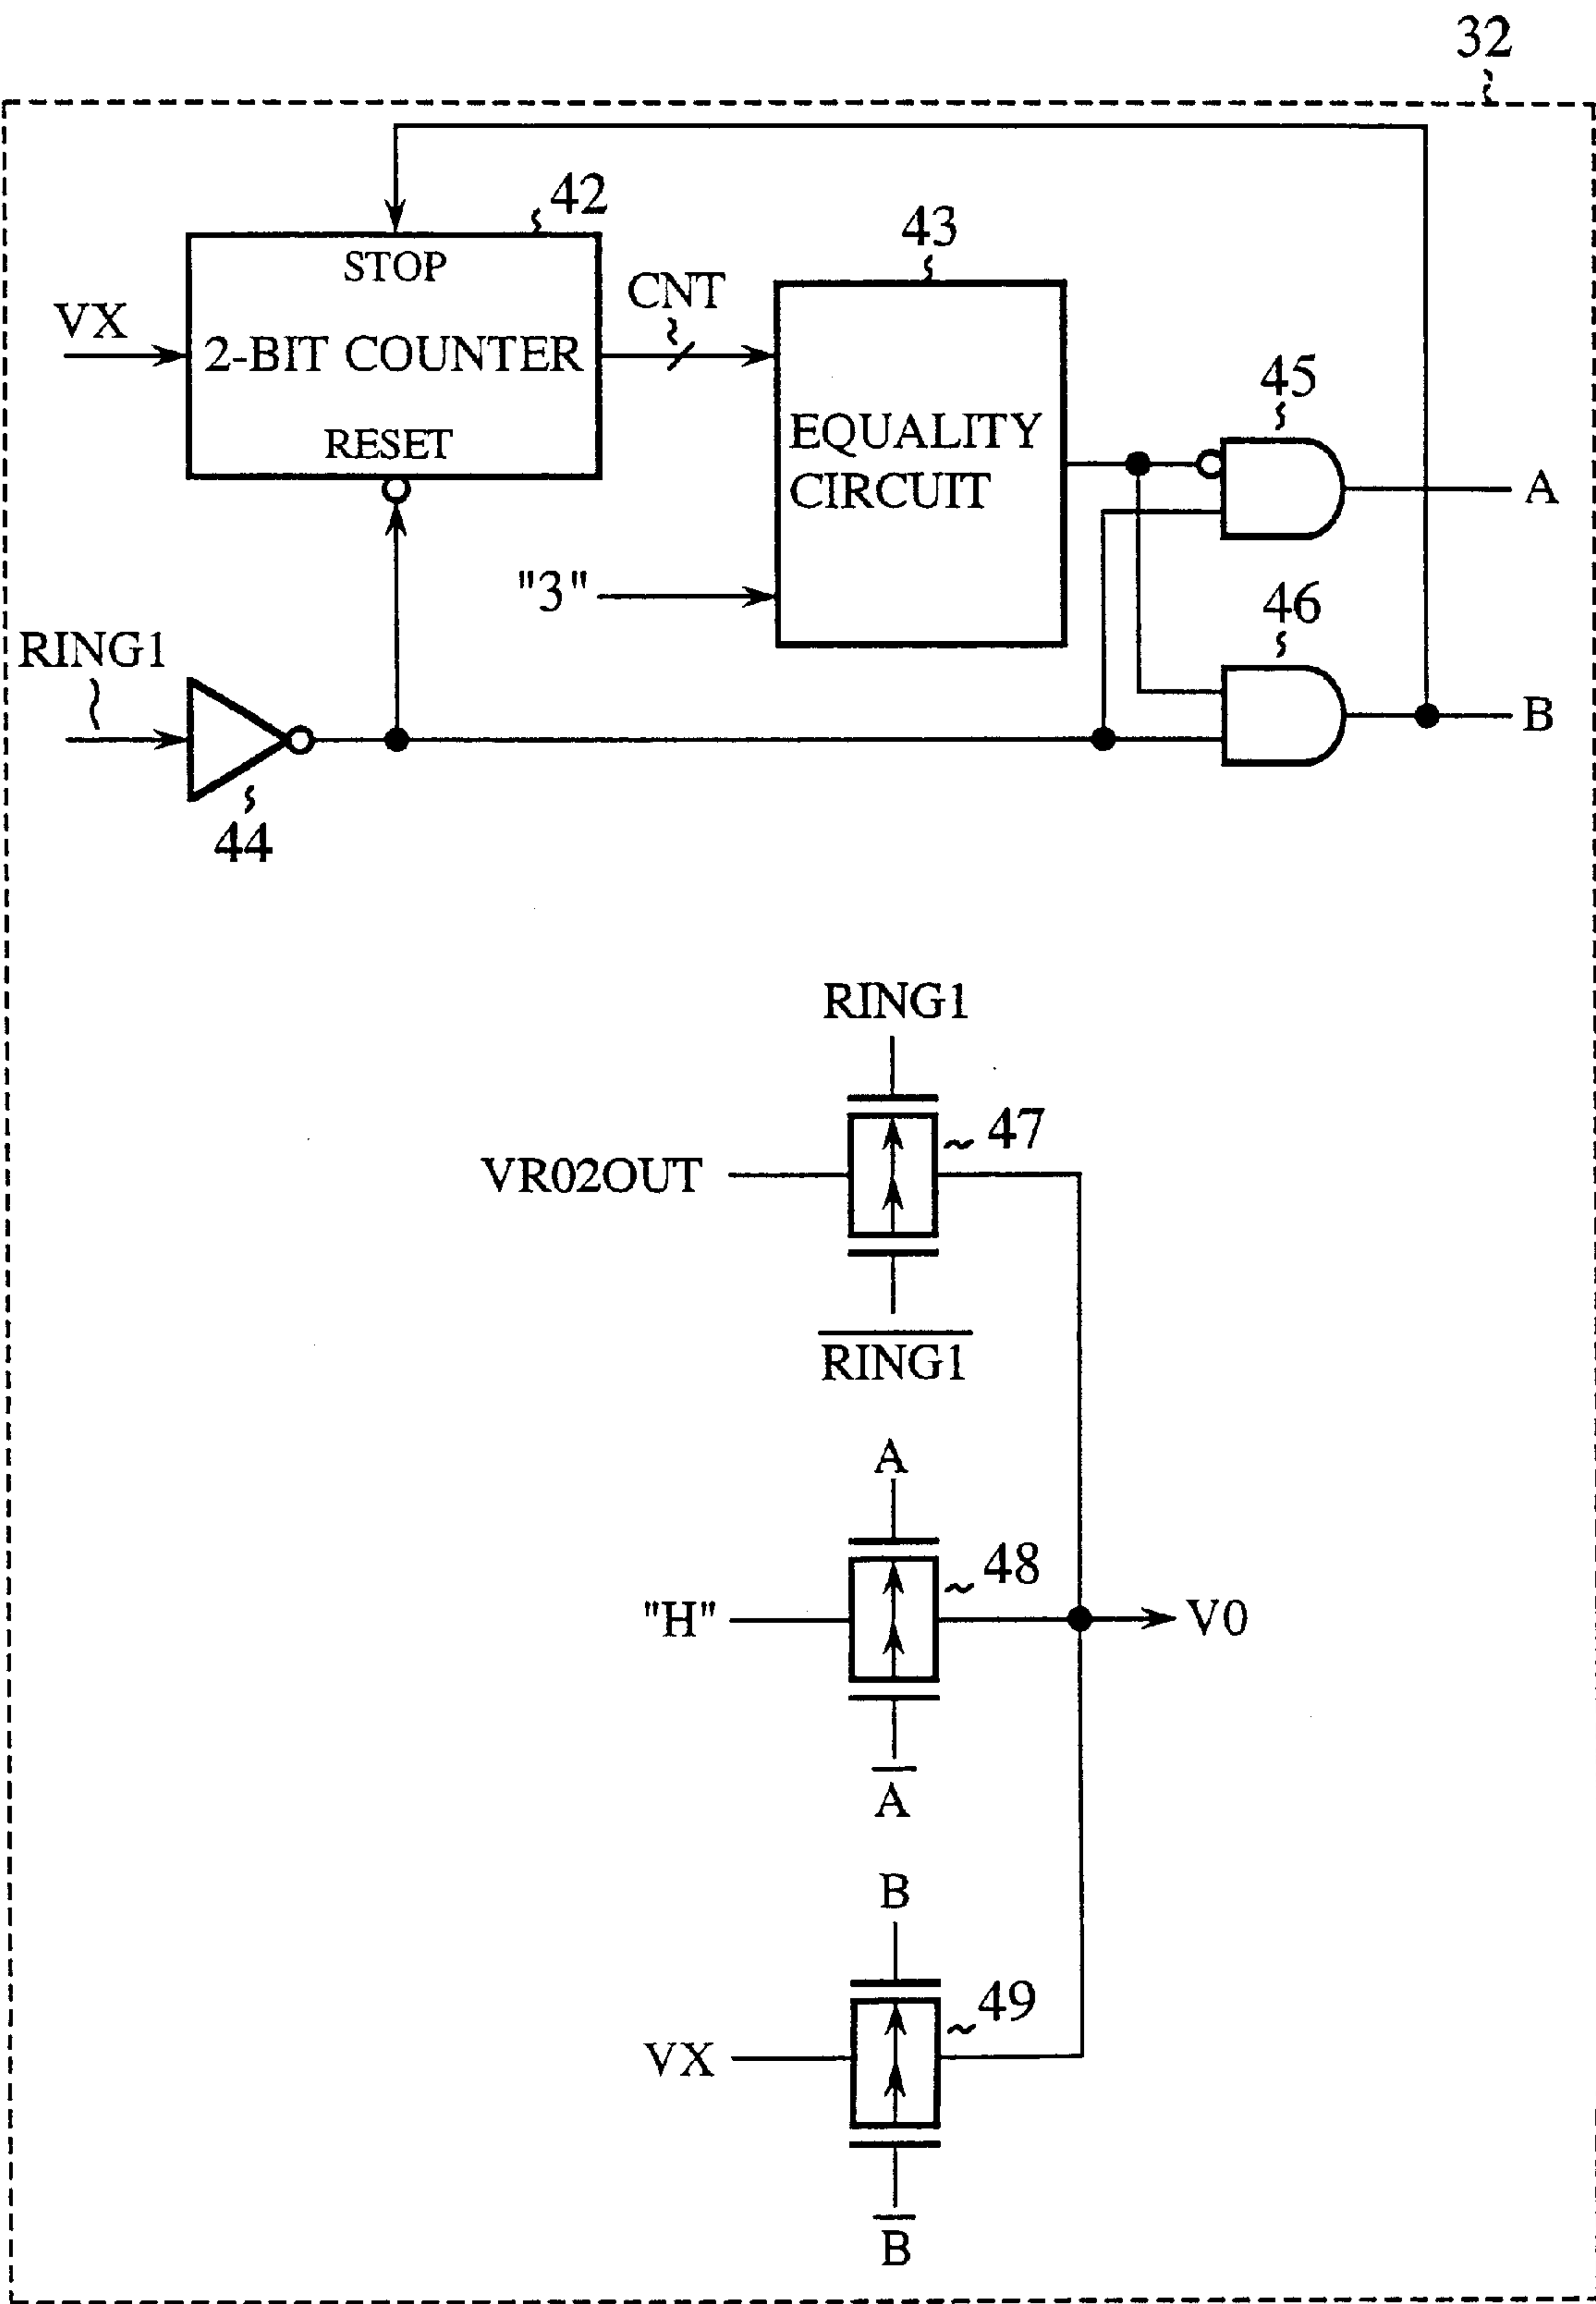 32
42
STOP
VX
2-BIT COUNTER
RESET
CNT
43
EQUALITY
CIRCUIT
"3"
45
A
46
B
RING1
44
RING1
VR02OUT
47
RING1
A
"H"
48
V0
A
B
VX
49
B